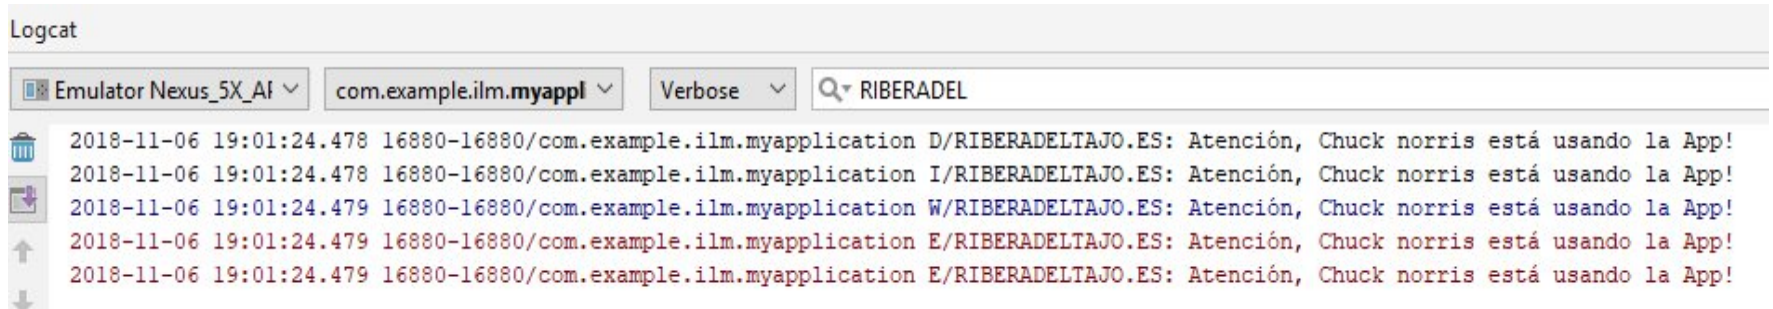 Logcat
Emulator Nexus_5X_AF com.example.ilm.myappl Verbose RIBERADEL
2018-11-06 19:01:24.478 16880-16880/com.example.ilm.myapplication D/RIBERADELTAJO.ES: Atención, Chuck norris está usando la App!
2018-11-06 19:01:24.478 16880-16880/com.example.ilm.myapplication I/RIBERADELTAJO.ES: Atención, Chuck norris está usando la App!
2018-11-06 19:01:24.479 16880-16880/com.example.ilm.myapplication W/RIBERADELTAJO.ES: Atención, Chuck norris está usando la App!
2018-11-06 19:01:24.479 16880-16880/com.example.ilm.myapplication E/RIBERADELTAJO.ES: Atención, Chuck norris está usando la App!
2018-11-06 19:01:24.479 16880-16880/com.example.ilm.myapplication E/RIBERADELTAJO.ES: Atención, Chuck norris está usando la App!